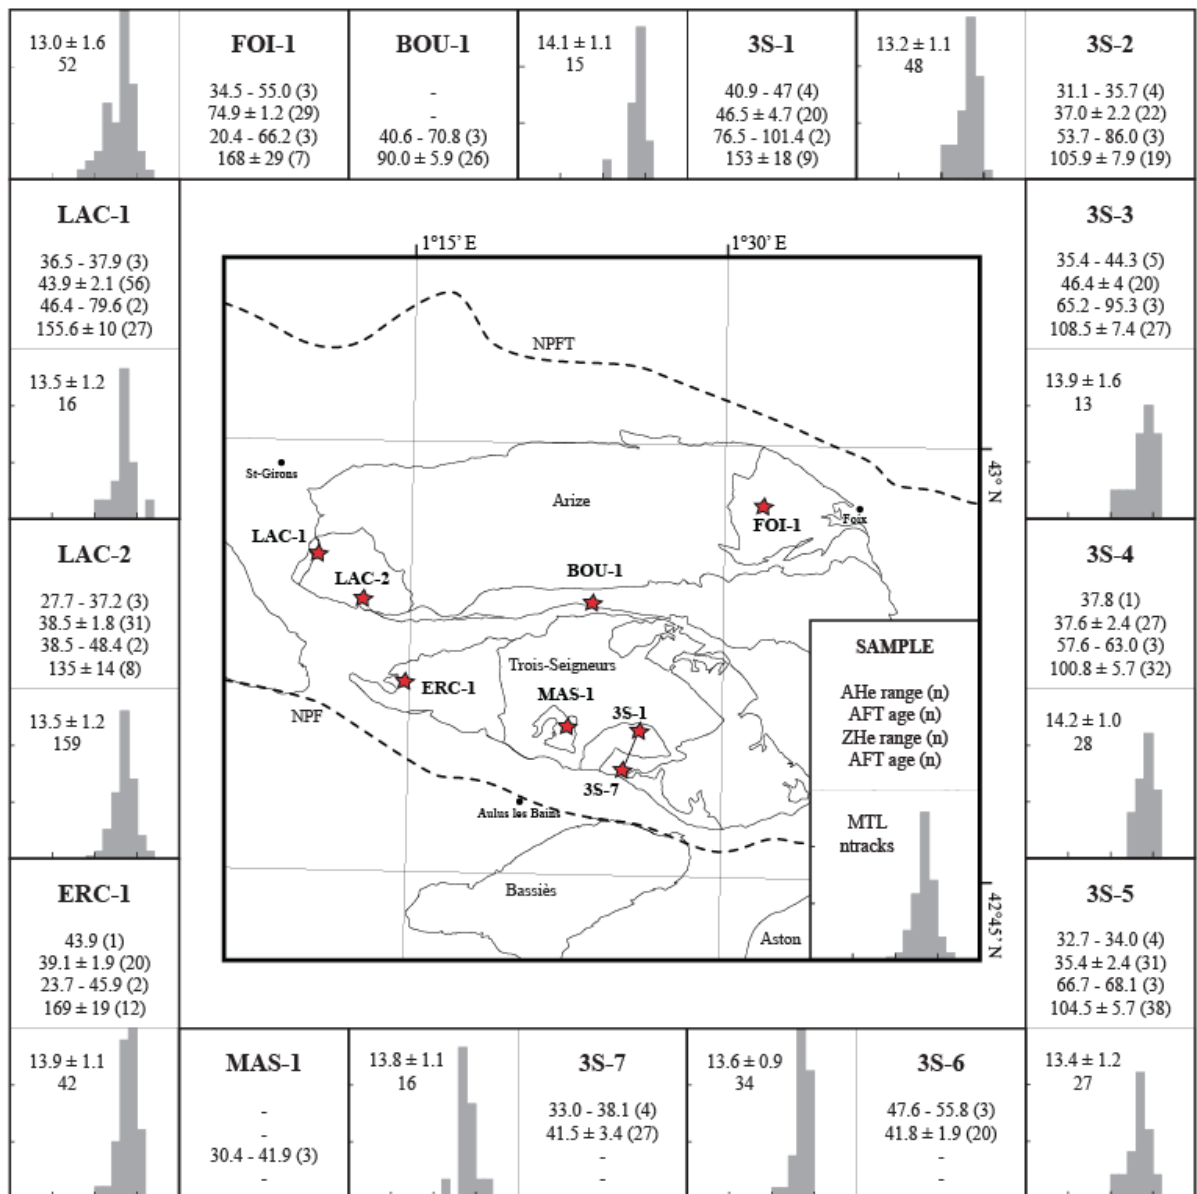 13.0 ± 1.6
52
FOI-1
34.5 - 55.0 (3)
74.9 ± 1.2 (29)
20.4 - 66.2 (3)
168 ± 29 (7)
BOU-1
-
-
40.6 - 70.8 (3)
90.0 ± 5.9 (26)
14.1 ± 1.1
15
3S-1
40.9 - 47 (4)
46.5 ± 4.7 (20)
76.5 - 101.4 (2)
153 ± 18 (9)
13.2 ± 1.1
48
3S-2
31.1 - 35.7 (4)
37.0 ± 2.2 (22)
53.7 - 86.0 (3)
105.9 ± 7.9 (19)
LAC-1
36.5 - 37.9 (3)
43.9 ± 2.1 (56)
46.4 - 79.6 (2)
155.6 ± 10 (27)
13.5 ± 1.2
16
LAC-2
27.7 - 37.2 (3)
38.5 ± 1.8 (31)
38.5 - 48.4 (2)
135 ± 14 (8)
13.5 ± 1.2
159
ERC-1
43.9 (1)
39.1 ± 1.9 (20)
23.7 - 45.9 (2)
169 ± 19 (12)
13.9 ± 1.1
42
1°15' E
1°30' E
NPFT
43° N
St-Girons
Arize
FOI-1
Foix
LAC-1
LAC-2
BOU-1
Trois-Seigneurs
ERC-1
MAS-1
3S-1
NPF
3S-7
Aulus les Bains
Bassiès
Aston
42°45' N
SAMPLE
AHe range (n)
AFT age (n)
ZHe range (n)
AFT age (n)
MTL
ntracks
3S-3
35.4 - 44.3 (5)
46.4 ± 4 (20)
65.2 - 95.3 (3)
108.5 ± 7.4 (27)
13.9 ± 1.6
13
3S-4
37.8 (1)
37.6 ± 2.4 (27)
57.6 - 63.0 (3)
100.8 ± 5.7 (32)
14.2 ± 1.0
28
3S-5
32.7 - 34.0 (4)
35.4 ± 2.4 (31)
66.7 - 68.1 (3)
104.5 ± 5.7 (38)
13.4 ± 1.2
27
MAS-1
-
-
30.4 - 41.9 (3)
-
13.8 ± 1.1
16
3S-7
33.0 - 38.1 (4)
41.5 ± 3.4 (27)
-
-
13.6 ± 0.9
34
3S-6
47.6 - 55.8 (3)
41.8 ± 1.9 (20)
-
-